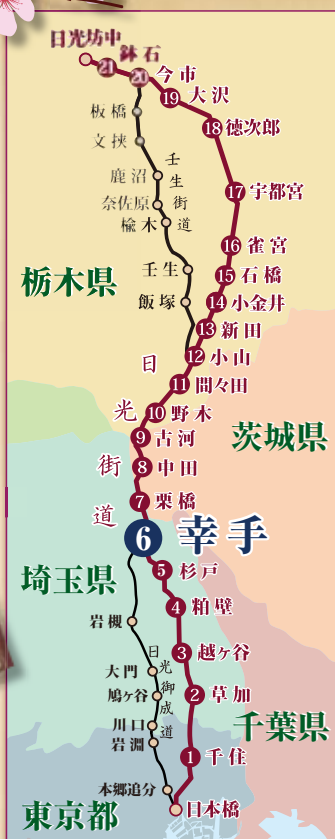 日光坊中
21 鉢石
20 今市
19 大沢
板橋
18 徳次郎
文挟
壬生街道
鹿沼
17 宇都宮
奈佐原
楡木
16 雀宮
壬生
15 石橋
栃木県
飯塚
14 小金井
13 新田
12 小山
日光街道
11 間々田
10 野木
9 古河
茨城県
8 中田
7 栗橋
6 幸手
5 杉戸
埼玉県
4 粕壁
岩槻
3 越ヶ谷
日光御成道
大門
鳩ヶ谷
2 草加
川口
千葉県
岩淵
1 千住
本郷追分
日本橋
東京都